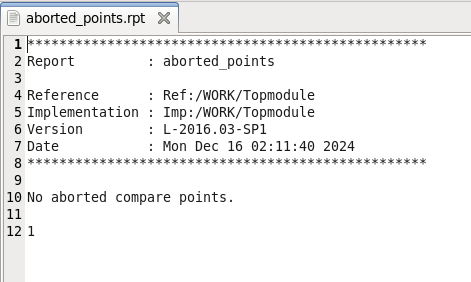 aborted_points.rpt
1 **************************************************
2 Report         : aborted_points
3
4 Reference      : Ref:/WORK/Topmodule
5 Implementation : Imp:/WORK/Topmodule
6 Version        : L-2016.03-SP1
7 Date           : Mon Dec 16 02:11:40 2024
8 **************************************************
9
10 No aborted compare points.
11
12 1